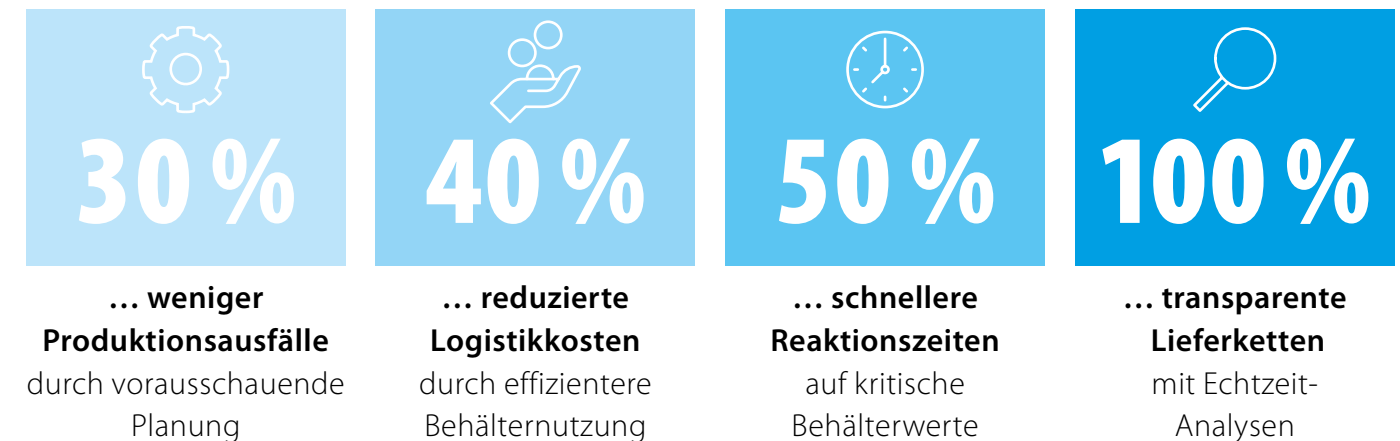 30 %
… weniger
Produktionsausfälle
durch vorausschauende
Planung
40 %
… reduzierte
Logistikkosten
durch effizientere
Behälternutzung
50 %
… schnellere
Reaktionszeiten
auf kritische
Behälterwerte
100 %
… transparente
Lieferketten
mit Echtzeit-
Analysen